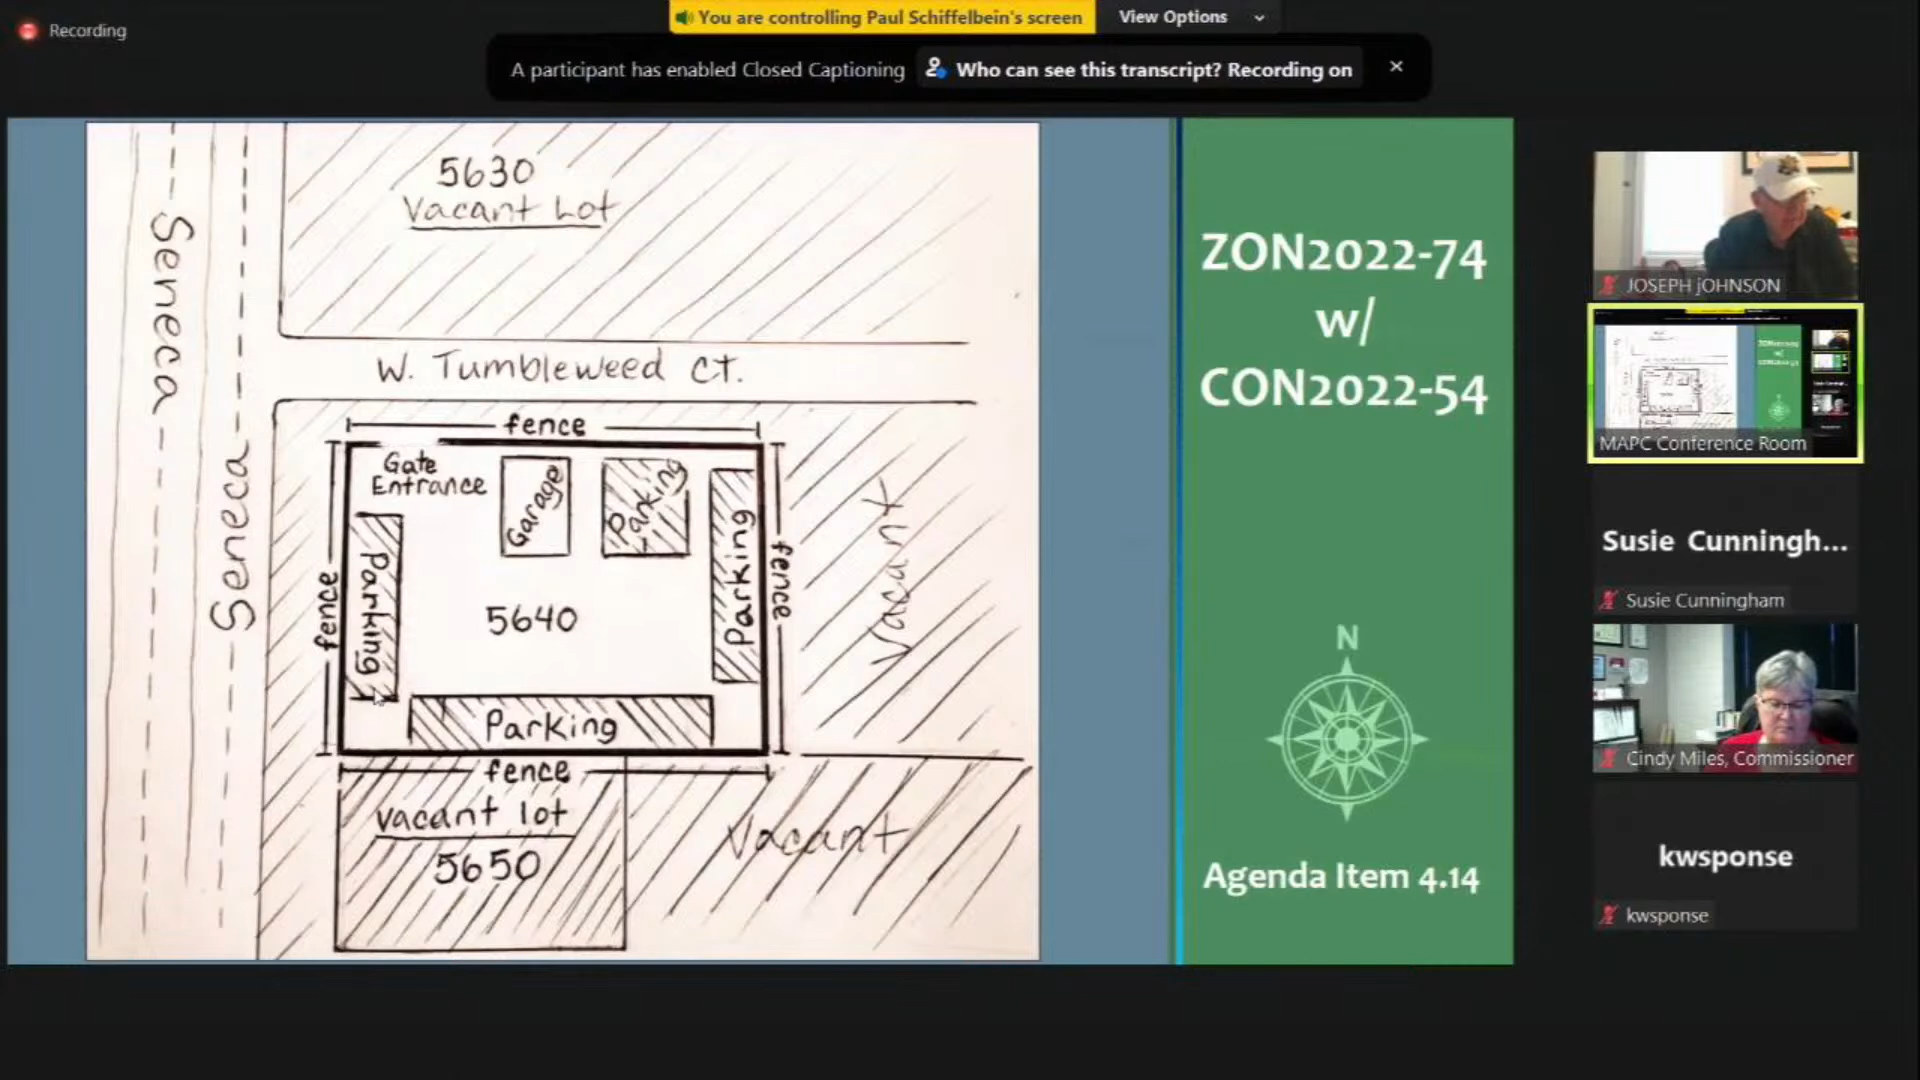 Recording
You are controlling Paul Schiffelbein's screen
View Options
A participant has enabled Closed Captioning
Who can see this transcript? Recording on
5630
Vacant Lot
Seneca
Seneca
W. Tumbleweed Ct.
fence
Gate
Entrance
Garage
Parking
Parking
fence
fence
Parking
5640
Parking
fence
vacant lot
5650
Vacant
Vacant
ZON2022-74
w/
CON2022-54
N
Agenda Item 4.14
JOSEPH jOHNSON
MAPC Conference Room
Susie Cunningh...
Susie Cunningham
Cindy Miles, Commissioner
kwsponse
kwsponse